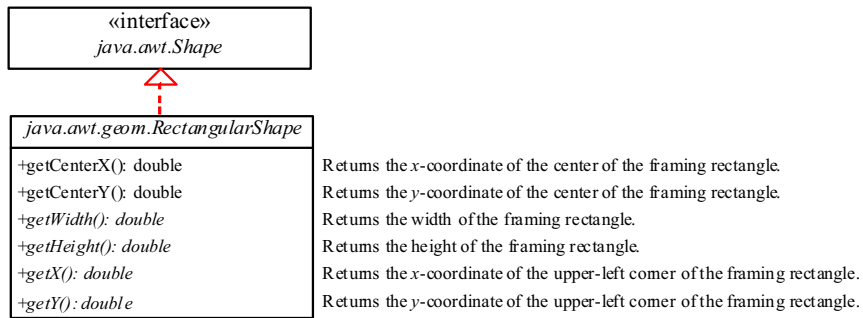 «interface»
java.awt.Shape
java.awt.geom.RectangularShape
+getCenterX(): double Returns the x-coordinate of the center of the framing rectangle.
+getCenterY(): double Returns the y-coordinate of the center of the framing rectangle.
+getWidth(): double Returns the width of the framing rectangle.
+getHeight(): double Returns the height of the framing rectangle.
+getX(): double Returns the x-coordinate of the upper-left corner of the framing rectangle.
+getY(): double Returns the y-coordinate of the upper-left corner of the framing rectangle.